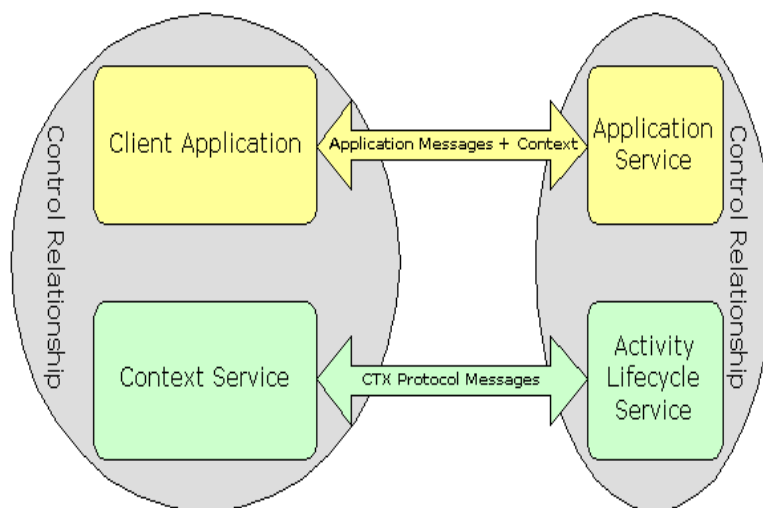 Control Relationship
Client Application
Application Messages + Context
Application
Service
Control Relationship
Context Service
CTX Protocol Messages
Activity
Lifecycle
Service